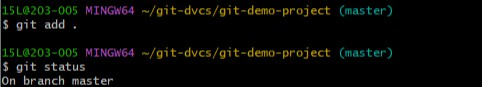 15L@203-005 MINGW64 ~/git-dvcs/git-demo-project (master)
$ git add .
15L@203-005 MINGW64 ~/git-dvcs/git-demo-project (master)
$ git status
On branch master